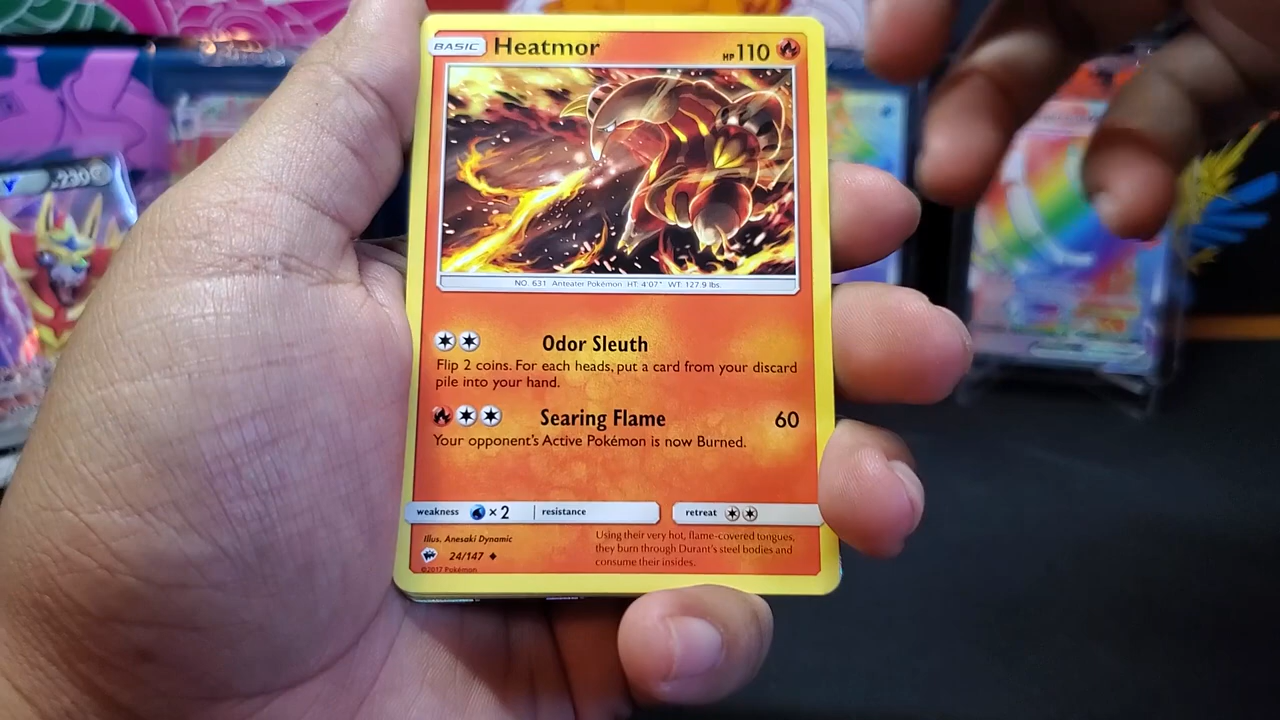 BASIC Heatmor HP 110
NO. 631 Anteater Pokémon HT: 4'07" WT: 127.9 lbs.
Odor Sleuth
Flip 2 coins. For each heads, put a card from your discard
pile into your hand.
Searing Flame 60
Your opponent's Active Pokémon is now Burned.
weakness ×2 resistance retreat
Illus. Anesaki Dynamic
24/147
©2017 Pokémon
Using their very hot, flame-covered tongues,
they burn through Durant's steel bodies and
consume their insides.
230